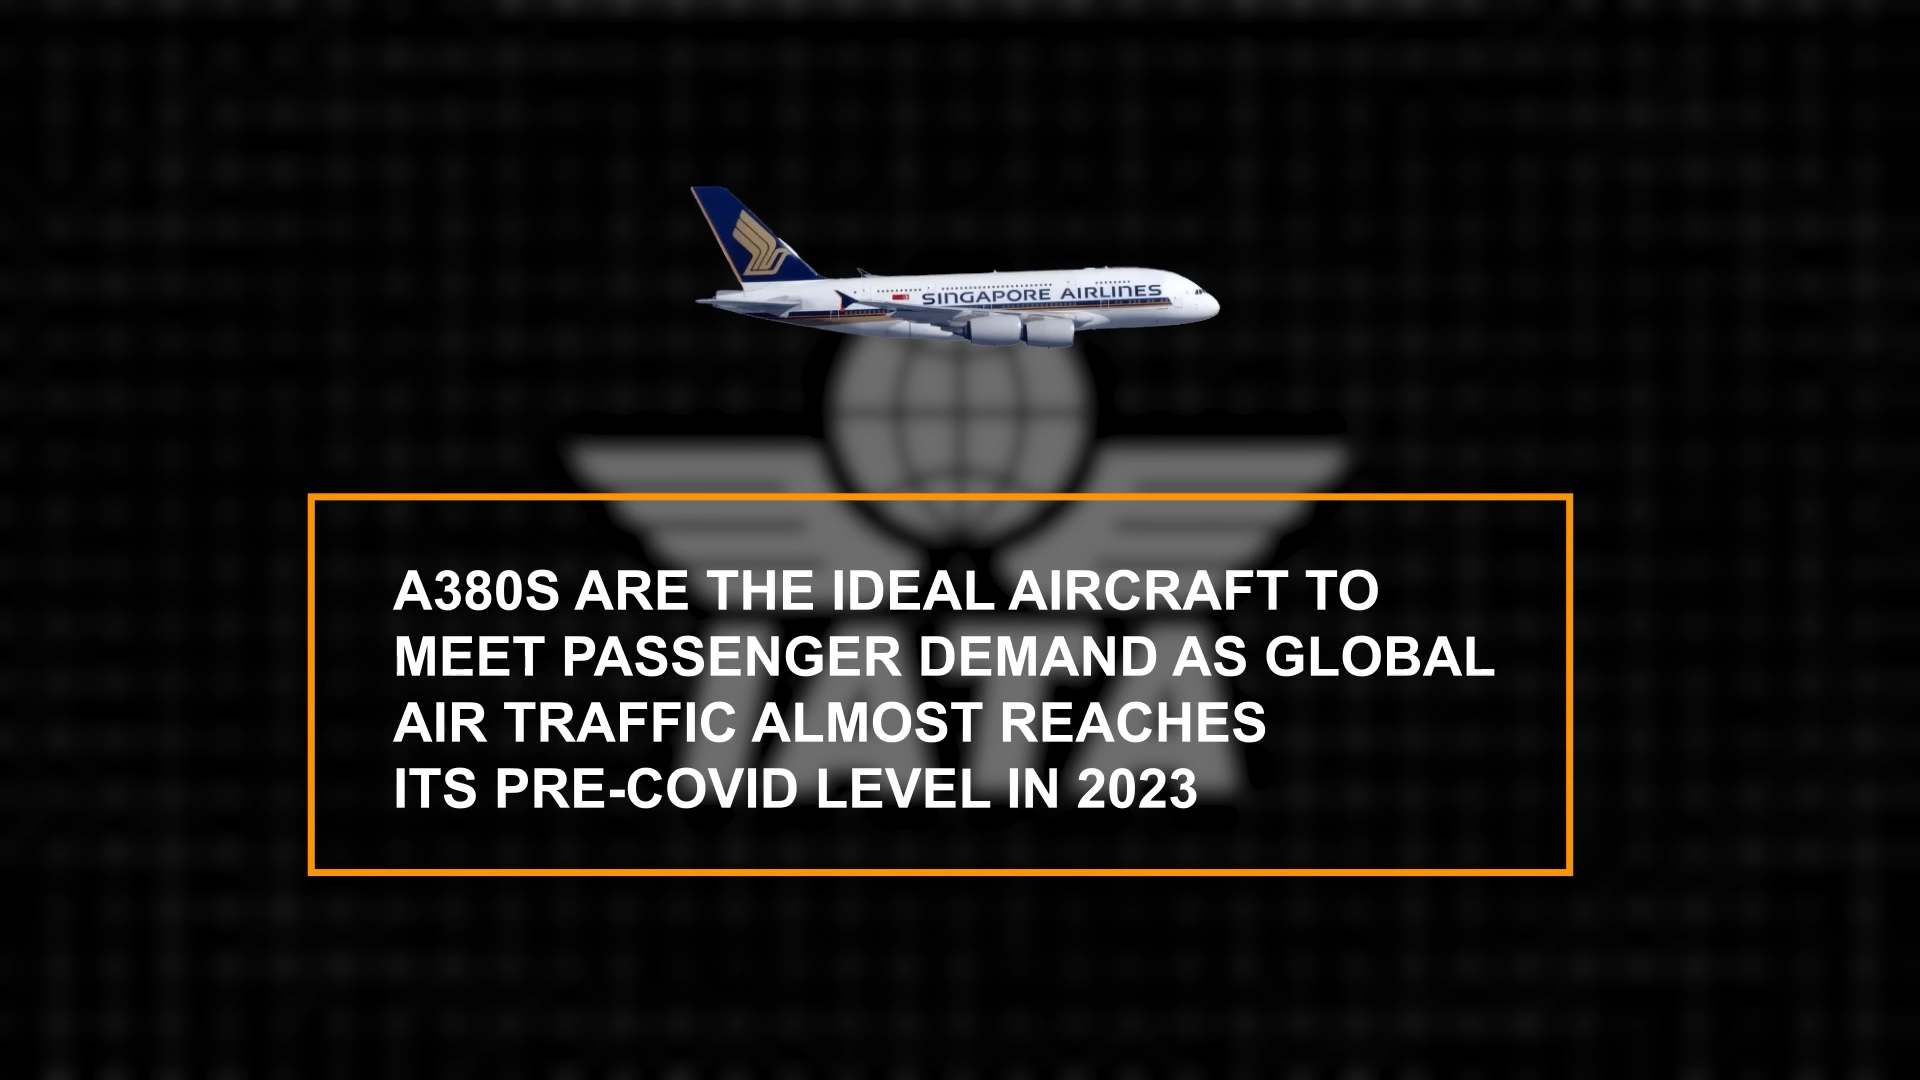 SINGAPORE AIRLINES
A380S ARE THE IDEAL AIRCRAFT TO
MEET PASSENGER DEMAND AS GLOBAL
AIR TRAFFIC ALMOST REACHES
ITS PRE-COVID LEVEL IN 2023
IATA